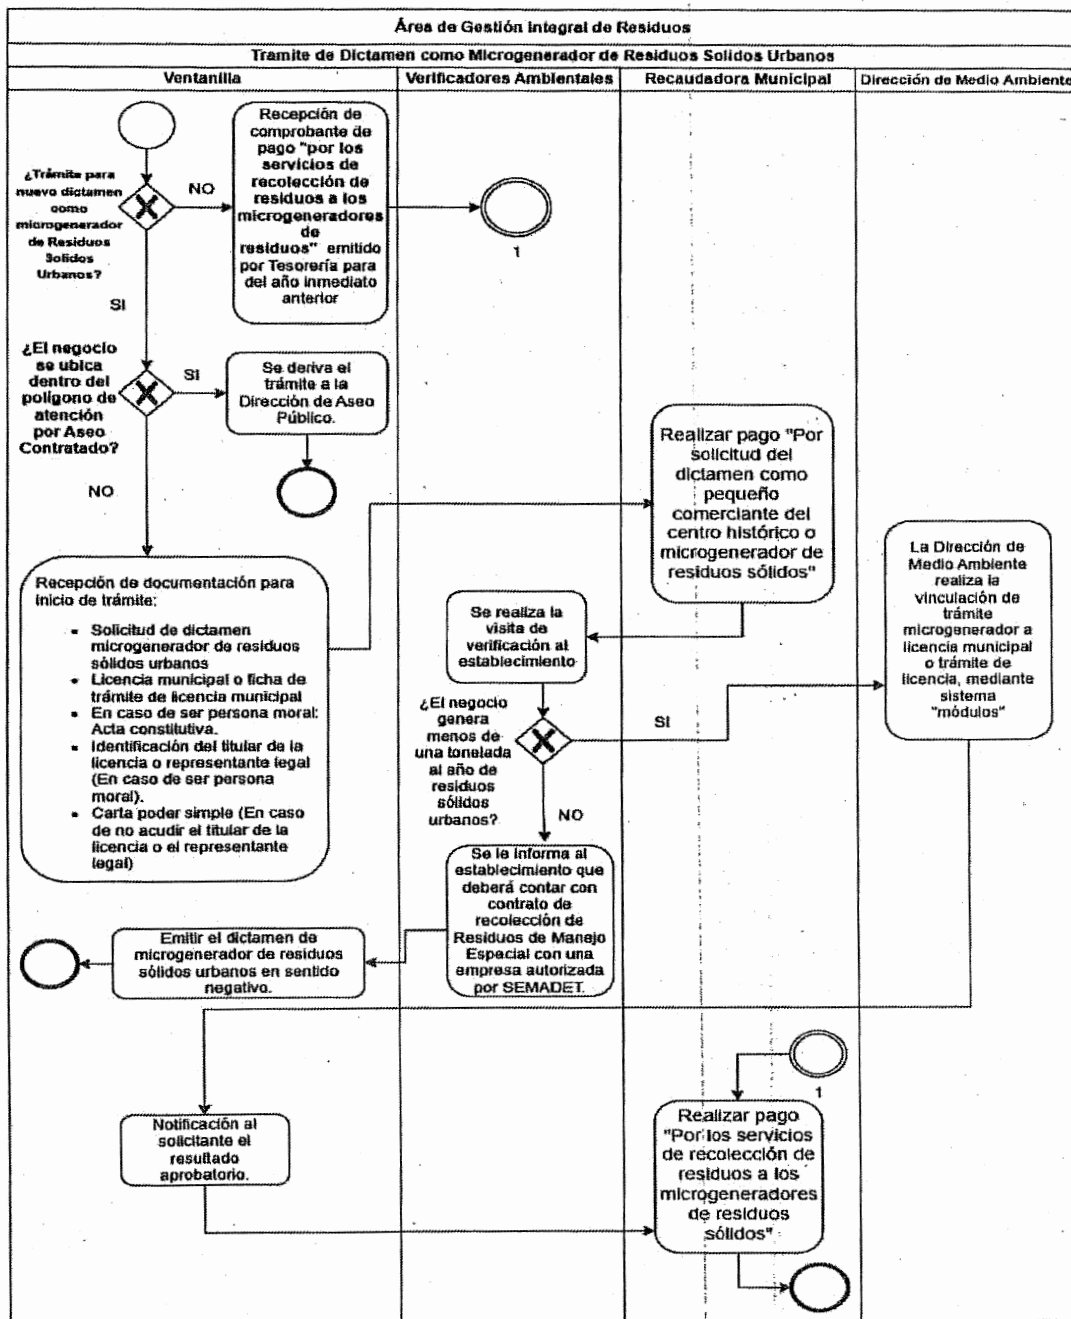 Área de Gestión Integral de Residuos
Tramite de Dictamen como Microgenerador de Residuos Solidos Urbanos
Ventanilla
Verificadores Ambientales
Recaudadora Municipal
Dirección de Medio Ambiente
¿Trámite para
nuevo dictamen
como
microgenerador
de Residuos
Solidos
Urbanos?
NO
SI
Recepción de
comprobante de
pago "por los
servicios de
recolección de
residuos a los
microgeneradores
de
residuos" emitido
por Tesorería para
del año inmediato
anterior
1
¿El negocio
se ubica
dentro del
polígono de
atención
por Aseo
Contratado?
SI
NO
Se deriva el
trámite a la
Dirección de Aseo
Público.
Recepción de documentación para
inicio de trámite:
• Solicitud de dictamen
microgenerador de residuos
sólidos urbanos
• Licencia municipal o ficha de
trámite de licencia municipal
• En caso de ser persona moral:
Acta constitutiva.
• Identificación del titular de la
licencia o representante legal
(En caso de ser persona
moral).
• Carta poder simple (En caso
de no acudir el titular de la
licencia o el representante
legal)
Realizar pago "Por
solicitud del
dictamen como
pequeño
comerciante del
centro histórico o
microgenerador de
residuos sólidos"
Se realiza la
visita de
verificación al
establecimiento
¿El negocio
genera
menos de
una tonelada
al año de
residuos
sólidos
urbanos?
SI
NO
La Dirección de
Medio Ambiente
realiza la
vinculación de
trámite
microgenerador a
licencia municipal
o trámite de
licencia, mediante
sistema
"módulos"
Se le informa al
establecimiento que
deberá contar con
contrato de
recolección de
Residuos de Manejo
Especial con una
empresa autorizada
por SEMADET.
Emitir el dictamen de
microgenerador de residuos
sólidos urbanos en sentido
negativo.
Notificación al
solicitante el
resultado
aprobatorio.
1
Realizar pago
"Por los servicios
de recolección de
residuos a los
microgeneradores
de residuos
sólidos"